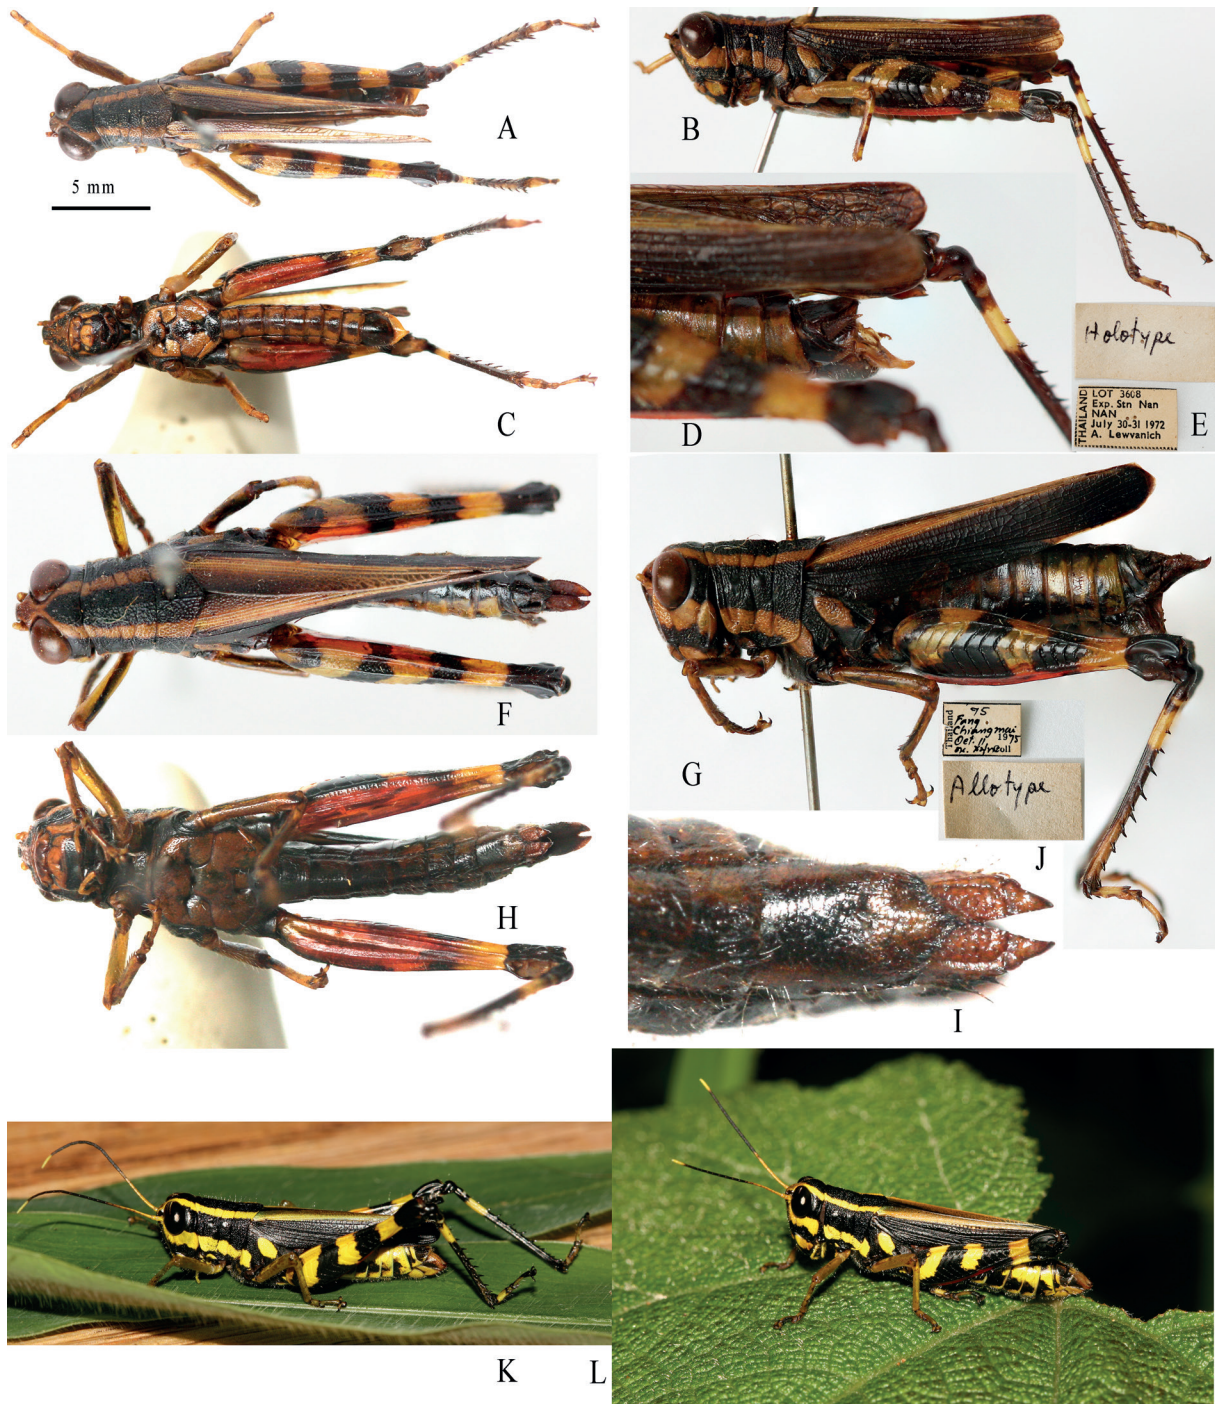 A
5 mm
B
C
D
Holotype
THAILAND
LOT 3608
Exp. Stn Nan
NAN
July 30-31 1972
A. Lewvanich
E
F
G
Thailand
75
Fang.
Chiangmai
Oct. 11 1975
Allotype
J
H
I
K
L